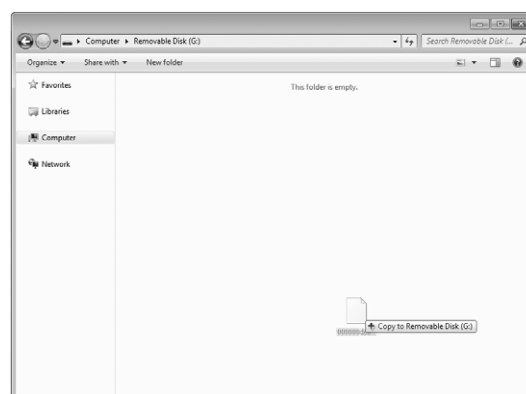 Computer ▸ Removable Disk (G:)
Search Removable Disk (...
Organize ▾ Share with ▾ New folder
Favorites
This folder is empty.
Libraries
Computer
Network
Copy to Removable Disk (G:)